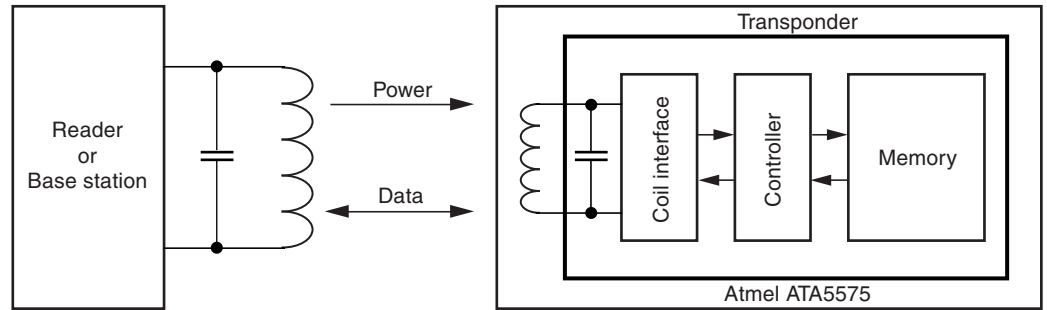 Reader
or
Base station
Power
Data
Transponder
Coil interface
Controller
Memory
Atmel ATA5575